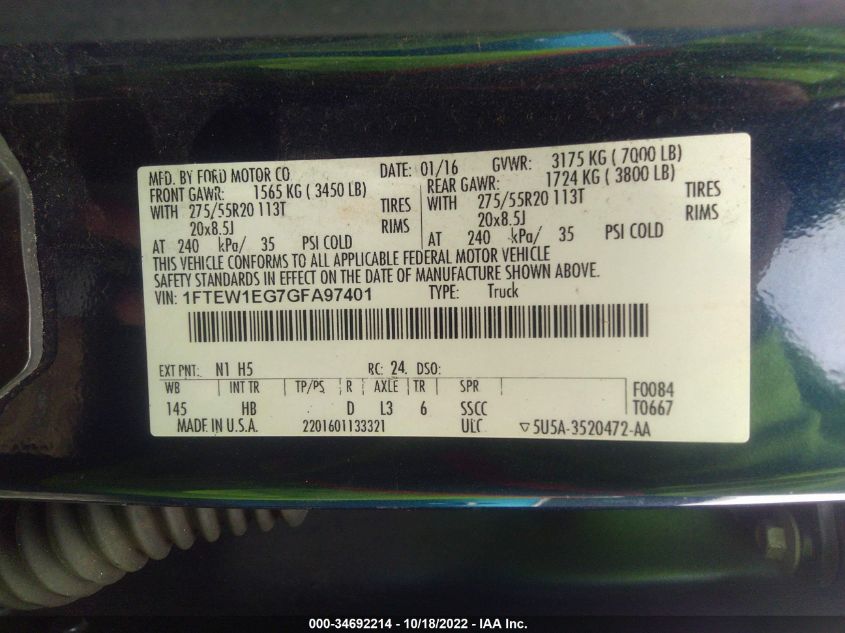 MFD. BY FORD MOTOR CO. DATE: 01/16 GVWR: 3175 KG ( 7000 LB)
FRONT GAWR: 1565 KG ( 3450 LB) REAR GAWR: 1724 KG ( 3800 LB)
WITH 275/55R20 113T TIRES WITH 275/55R20 113T TIRES
20x8.5J RIMS 20x8.5J RIMS
AT 240 kPa/ 35 PSI COLD AT 240 kPa/ 35 PSI COLD
THIS VEHICLE CONFORMS TO ALL APPLICABLE FEDERAL MOTOR VEHICLE
SAFETY STANDARDS IN EFFECT ON THE DATE OF MANUFACTURE SHOWN ABOVE.
VIN: 1FTEW1EG7GFA97401 TYPE: Truck
EXT PNT: N1 H5 RC: 24. DSO:
WB INT TR TP/PS R AXLE TR SPR F0084
145 HB D L3 6 SSCC T0667
MADE IN U.S.A. 2201601133321 ULC ▽5U5A-3520472-AA
000-34692214 - 10/18/2022 - IAA Inc.